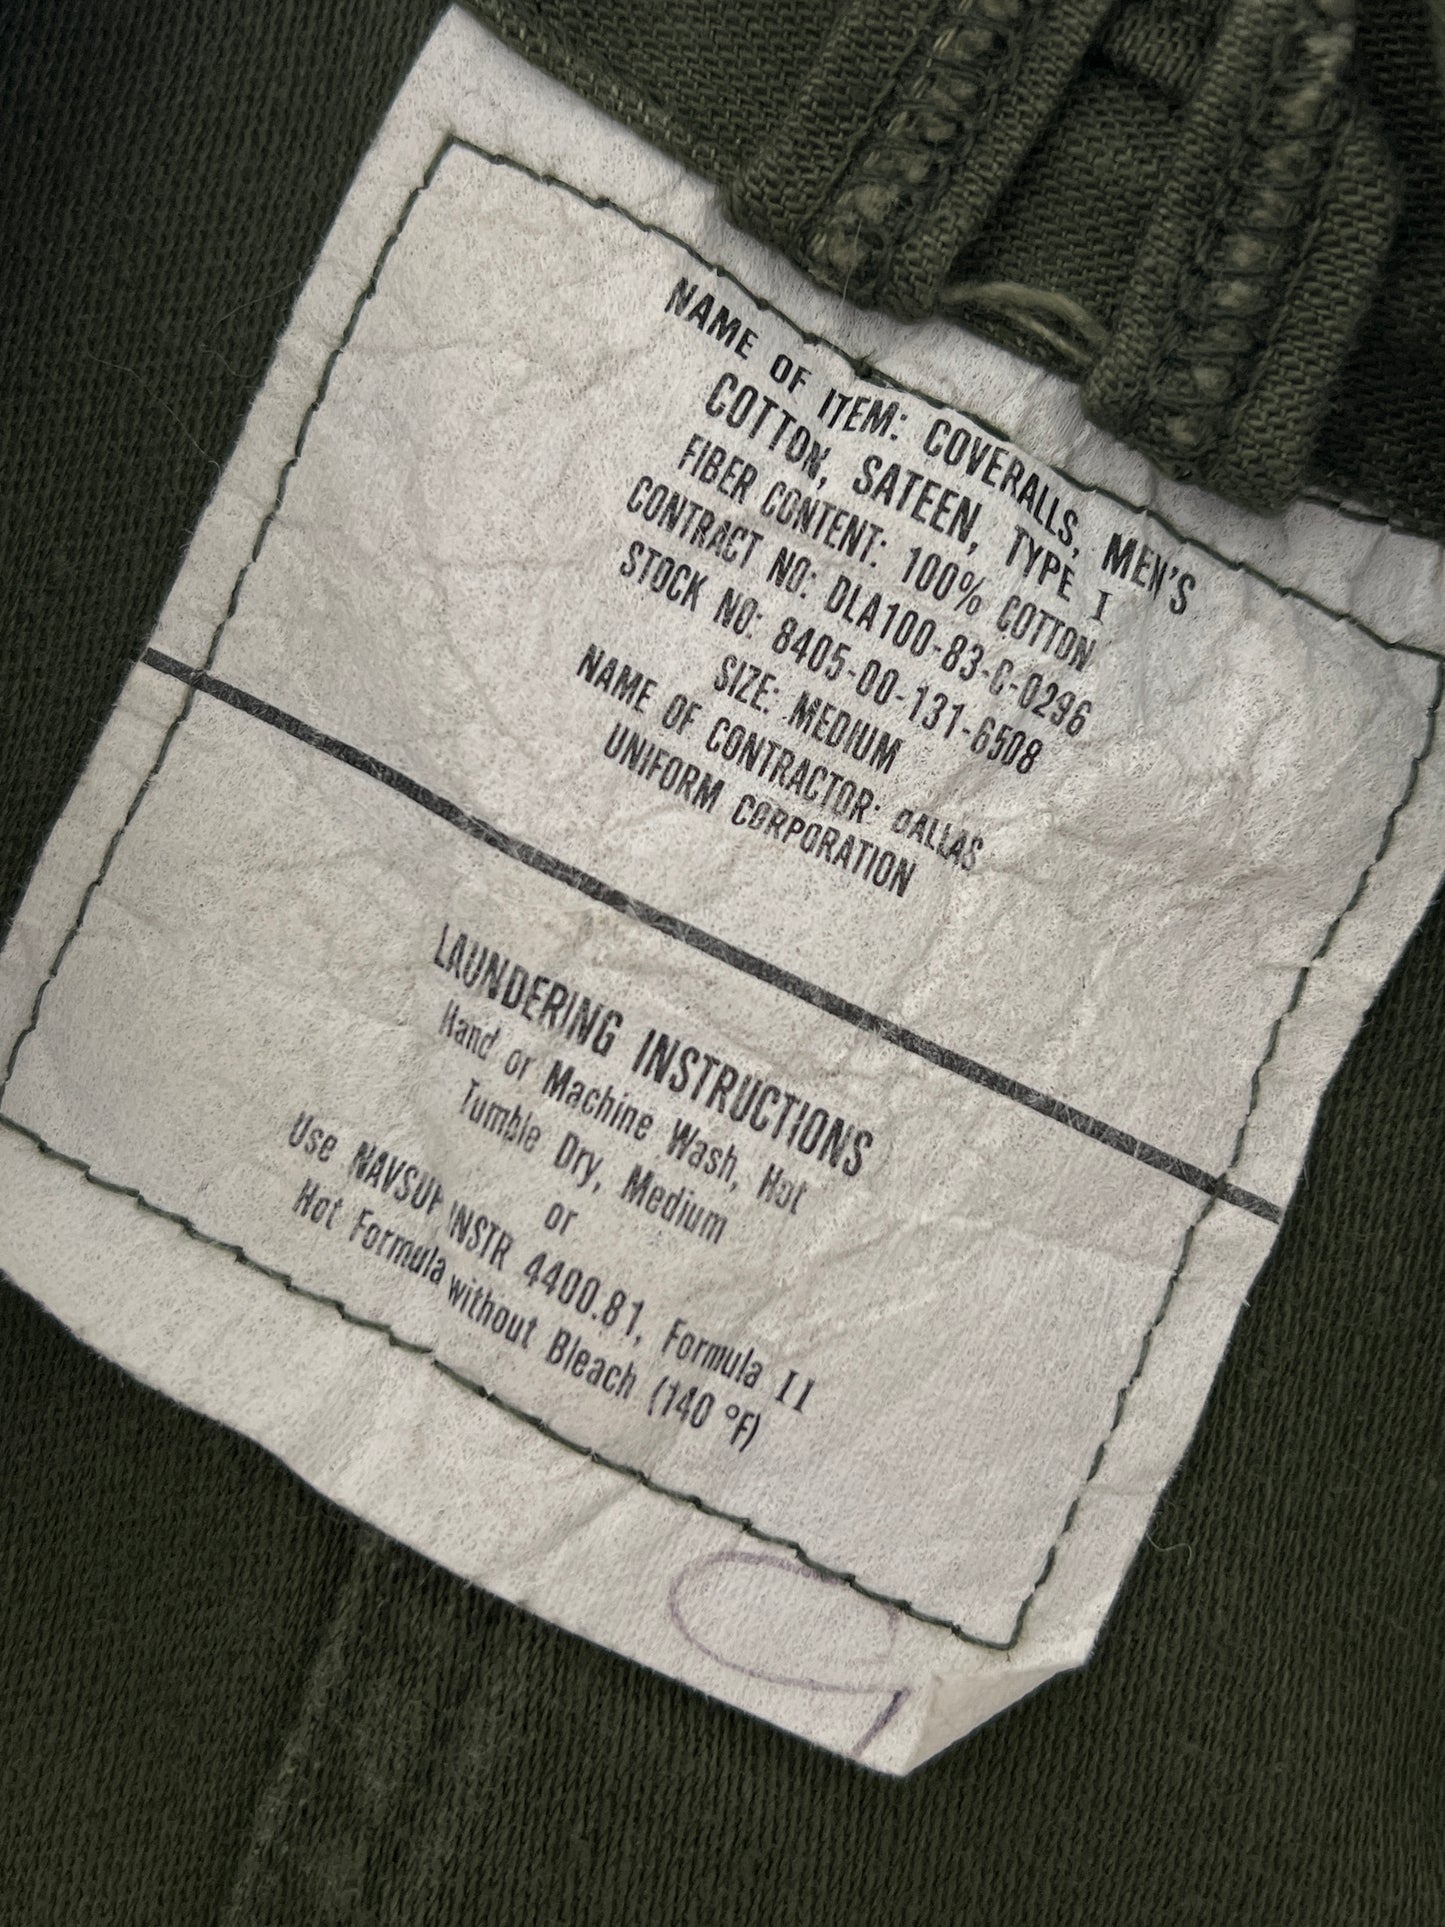 NAME OF ITEM: COVERALLS, MEN'S
COTTON, SATEEN, TYPE I
FIBER CONTENT: 100% COTTON
CONTRACT NO: DLA100-83-C-0296
STOCK NO: 8405-00-131-6508
SIZE: MEDIUM
NAME OF CONTRACTOR: DALLAS
UNIFORM CORPORATION
LAUNDERING INSTRUCTIONS
Hand or Machine Wash, Hot
Tumble Dry, Medium
or
Use NAVSUP INSTR 4400.81, Formula II
Hot Formula without Bleach (140 °F)